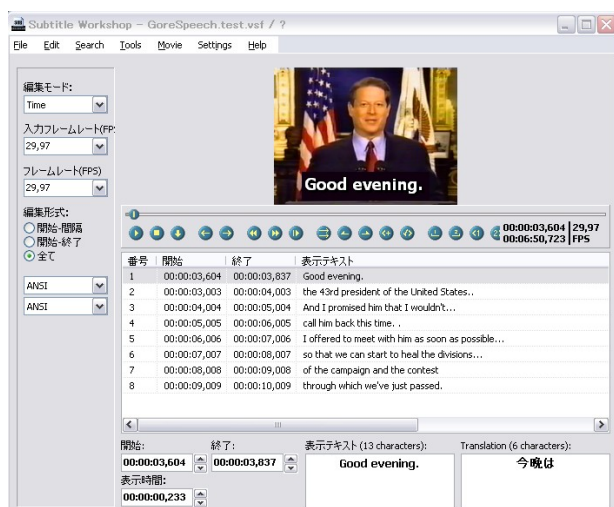 Subtitle Workshop - GoreSpeech.test.vsf / ?
File Edit Search Tools Movie Settings Help
編集モード:
Time
入力フレームレート(FP
29,97
フレームレート(FPS)
29,97
編集形式:
開始-間隔
開始-終了
全て
ANSI
ANSI
Good evening.
00:00:03,604 29,97
00:06:50,723 FPS
番号 開始 終了 表示テキスト
1 00:00:03,604 00:00:03,837 Good evening.
2 00:00:03,003 00:00:04,003 the 43rd president of the United States..
3 00:00:04,004 00:00:05,004 And I promised him that I wouldn't...
4 00:00:05,005 00:00:06,005 call him back this time. .
5 00:00:06,006 00:00:07,006 I offered to meet with him as soon as possible...
6 00:00:07,007 00:00:08,007 so that we can start to heal the divisions...
7 00:00:08,008 00:00:09,008 of the campaign and the contest
8 00:00:09,009 00:00:10,009 through which we've just passed.
開始: 終了: 表示テキスト (13 characters): Translation (6 characters):
00:00:03,604 00:00:03,837 Good evening. 今晩は
表示時間:
00:00:00,233